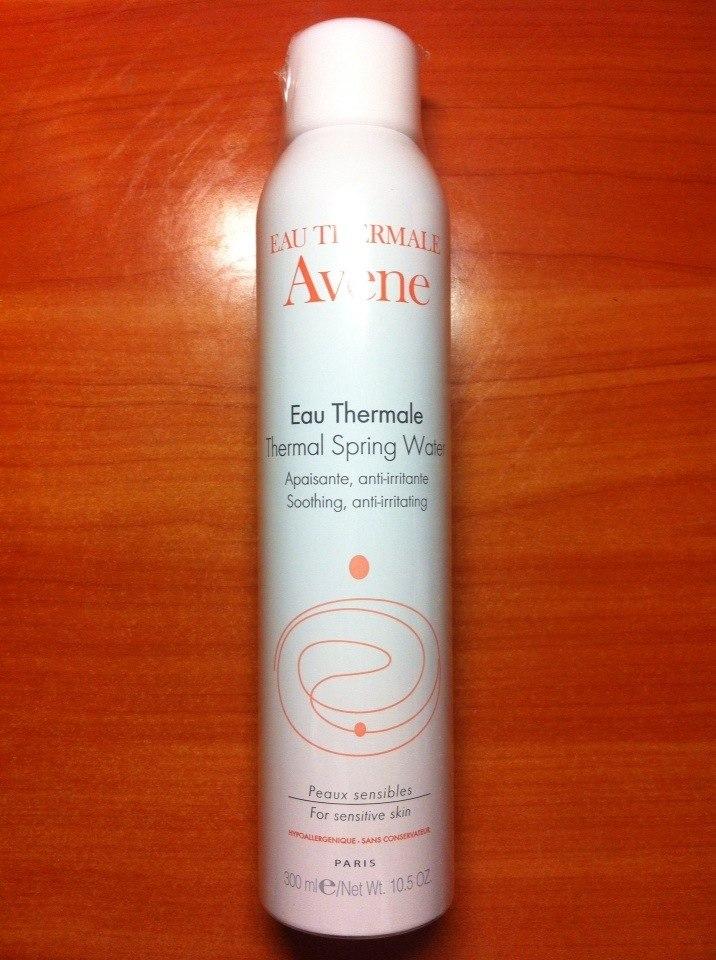 EAU THERMALE
Avene
Eau Thermale
Thermal Spring Water
Apaisante, anti-irritante
Soothing, anti-irritating
Peaux sensibles
For sensitive skin
HYPOALLERGENIQUE - SANS CONSERVATEUR
PARIS
300 ml e/Net Wt. 10.5 OZ.